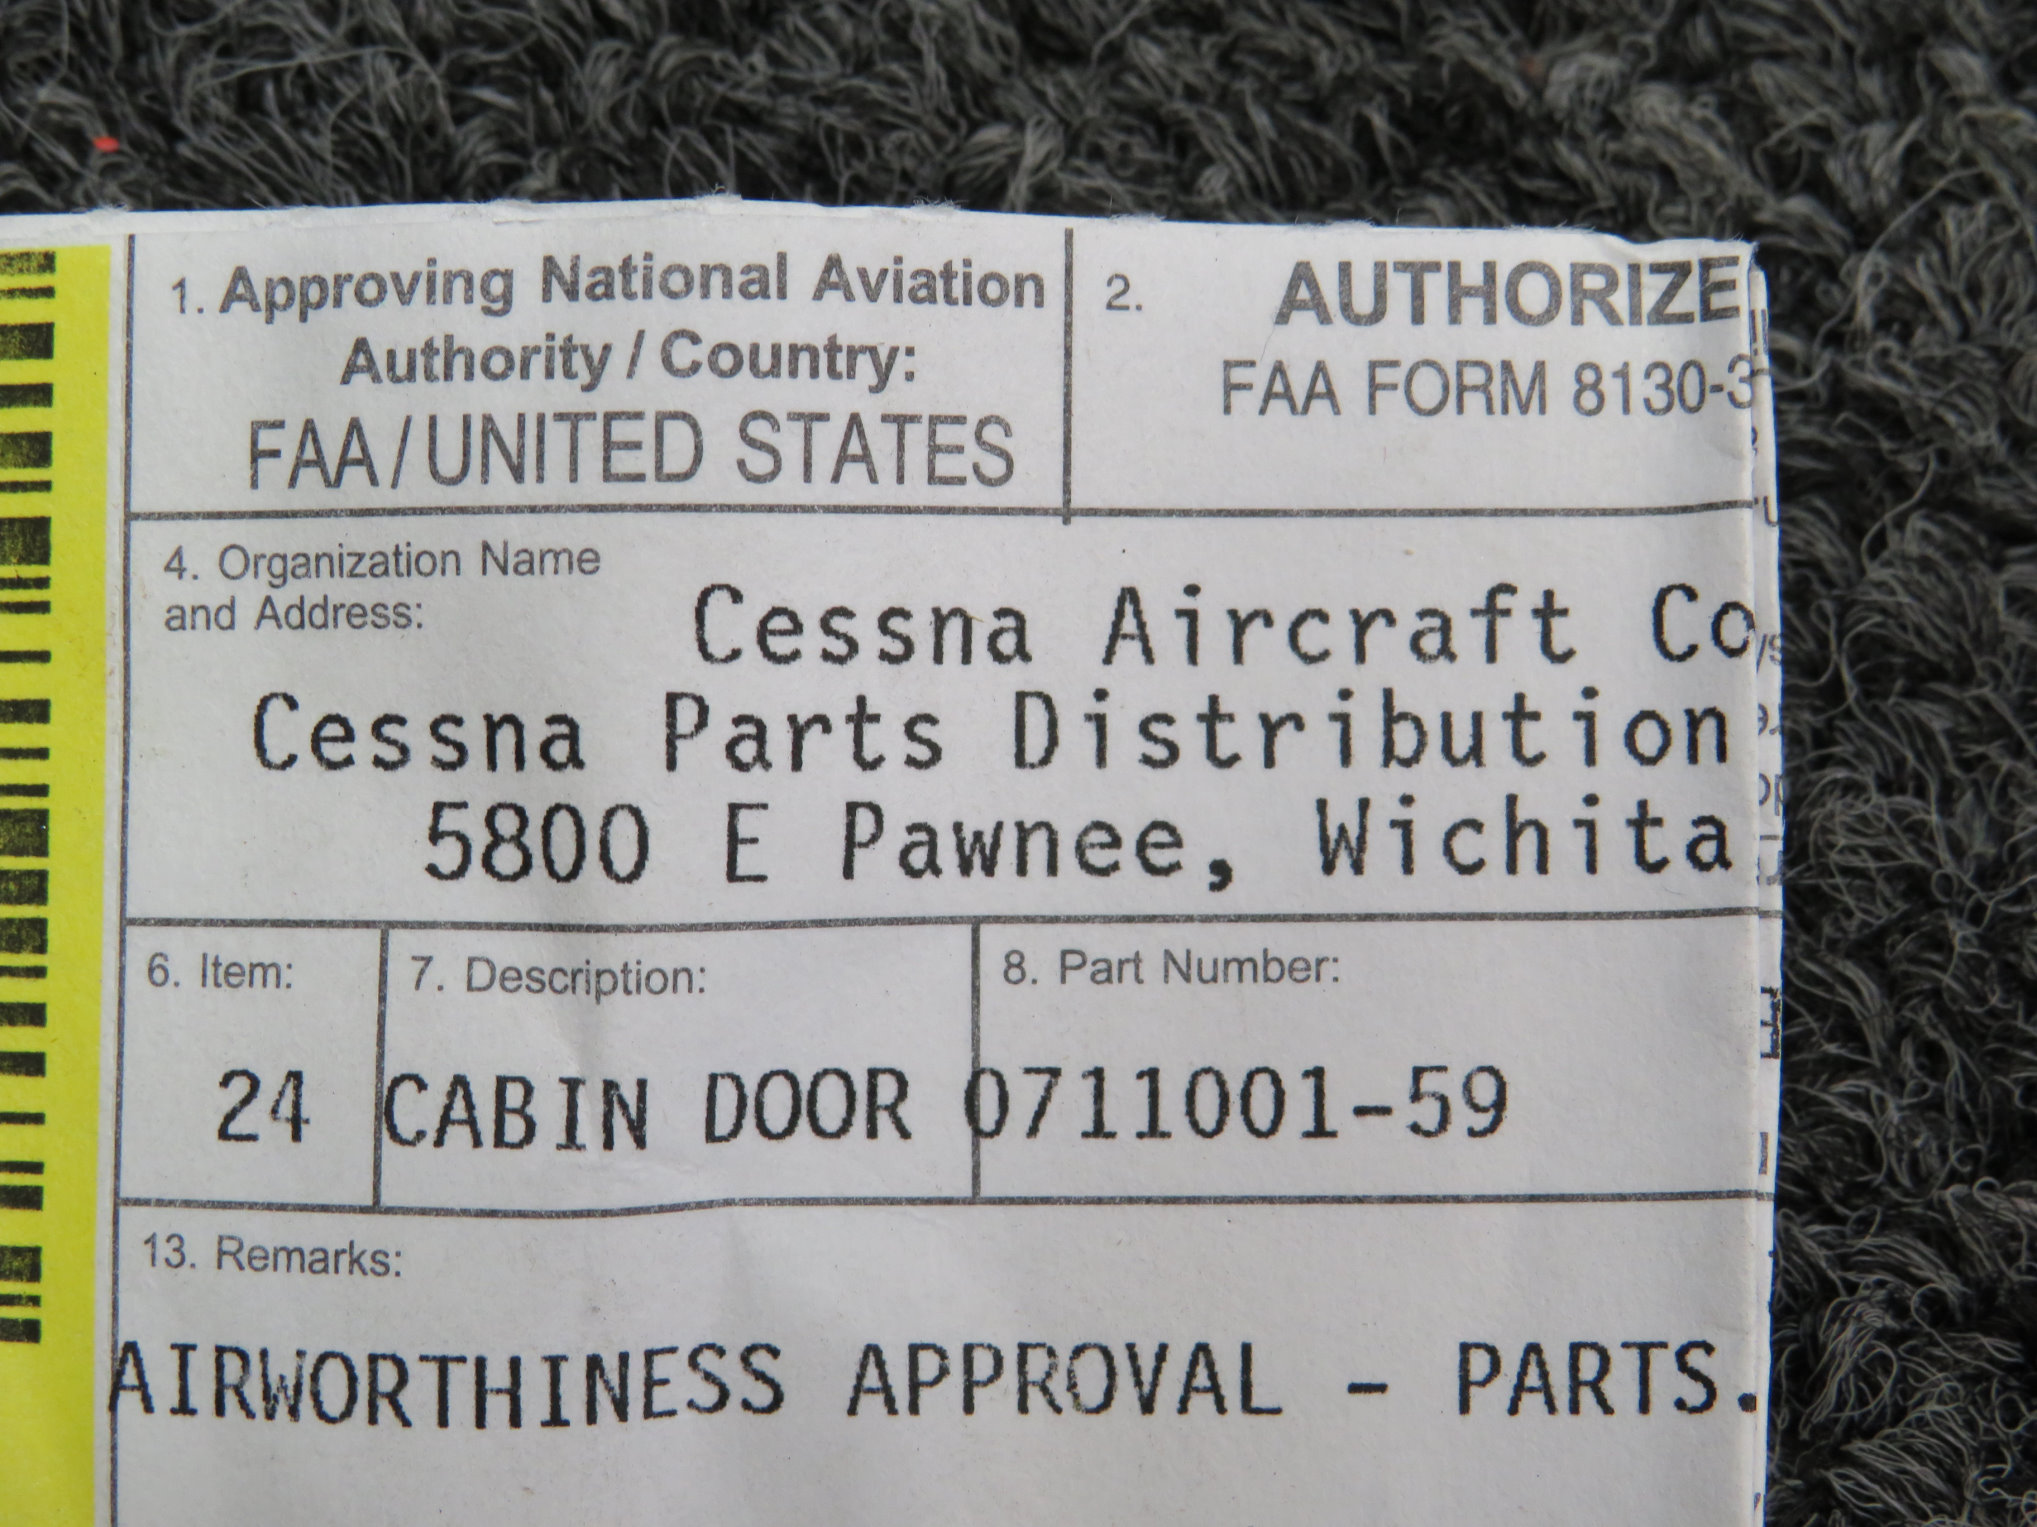 1. Approving National Aviation
Authority / Country:
FAA/UNITED STATES
2. AUTHORIZE
FAA FORM 8130-3
4. Organization Name
and Address:
Cessna Aircraft Co
Cessna Parts Distribution
5800 E Pawnee, Wichita
6. Item:
24
7. Description:
CABIN DOOR
8. Part Number:
0711001-59
13. Remarks:
AIRWORTHINESS APPROVAL - PARTS.